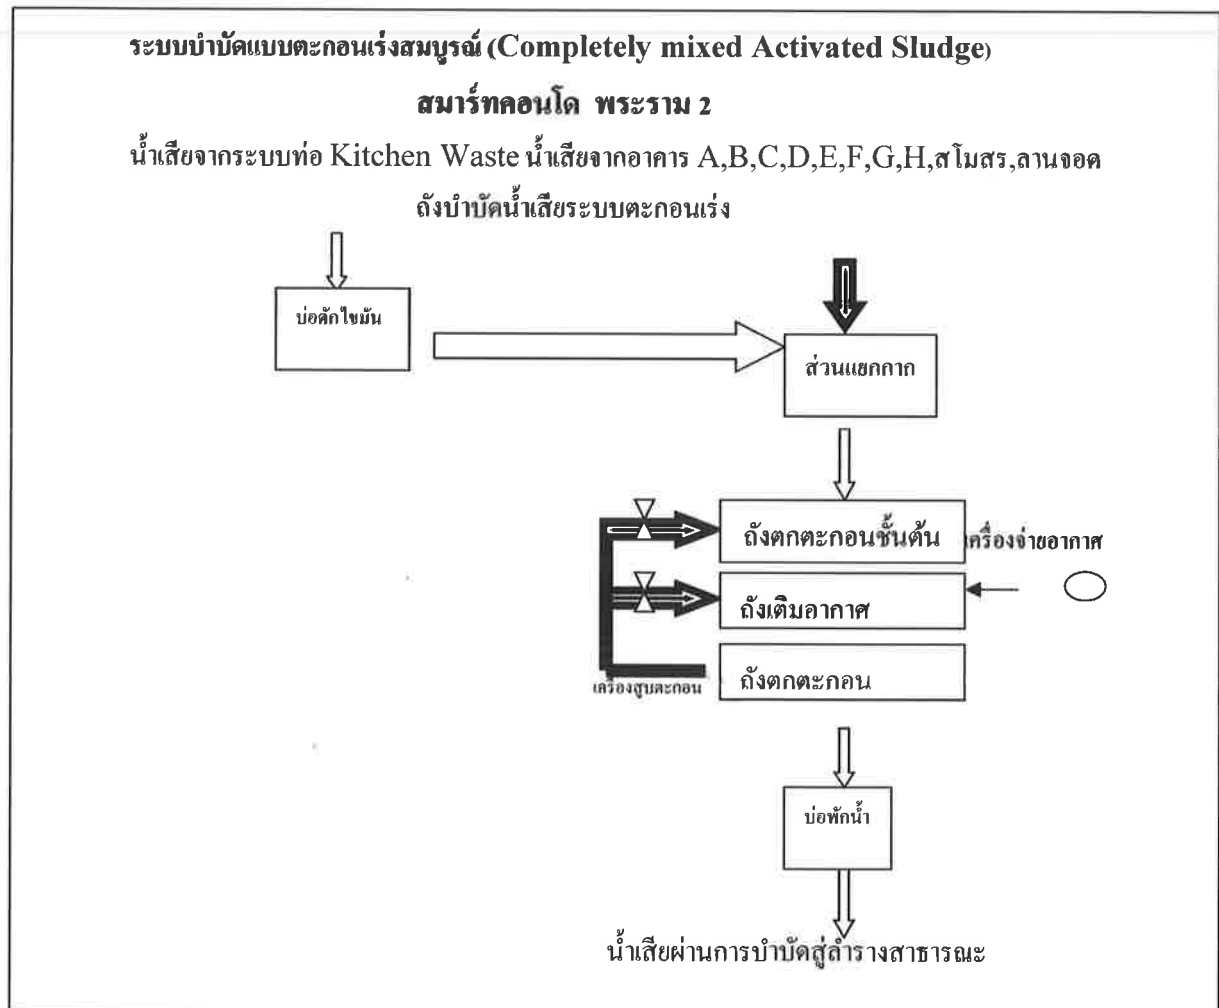 ระบบบำบัดแบบตะกอนเร่งสมบูรณ์ (Completely mixed Activated Sludge)
สมาร์ทคอนโด พระราม 2
น้ำเสียจากระบบท่อ Kitchen Waste น้ำเสียจากอาคาร A,B,C,D,E,F,G,H,สโมสร,ลานจอด
ถังบำบัดน้ำเสียระบบตะกอนเร่ง
บ่อดักไขมัน
ส่วนแยกกาก
ถังตกตะกอนชั้นต้น
เครื่องจ่ายอากาศ
ถังเติมอากาศ
ถังตกตะกอน
เครื่องสูบตะกอน
บ่อพักน้ำ
น้ำเสียผ่านการบำบัดสู่ลำรางสาธารณะ